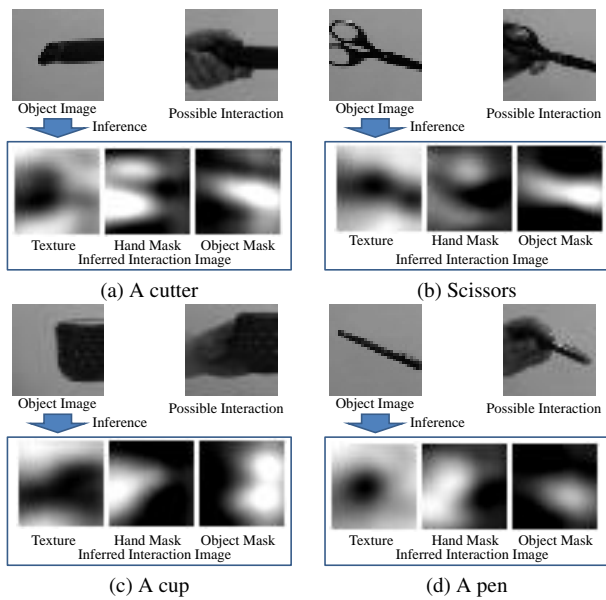 Object Image
Possible Interaction
Inference
Texture
Hand Mask
Object Mask
Inferred Interaction Image
(a) A cutter
Object Image
Possible Interaction
Inference
Texture
Hand Mask
Object Mask
Inferred Interaction Image
(b) Scissors
Object Image
Possible Interaction
Inference
Texture
Hand Mask
Object Mask
Inferred Interaction Image
(c) A cup
Object Image
Possible Interaction
Inference
Texture
Hand Mask
Object Mask
Inferred Interaction Image
(d) A pen